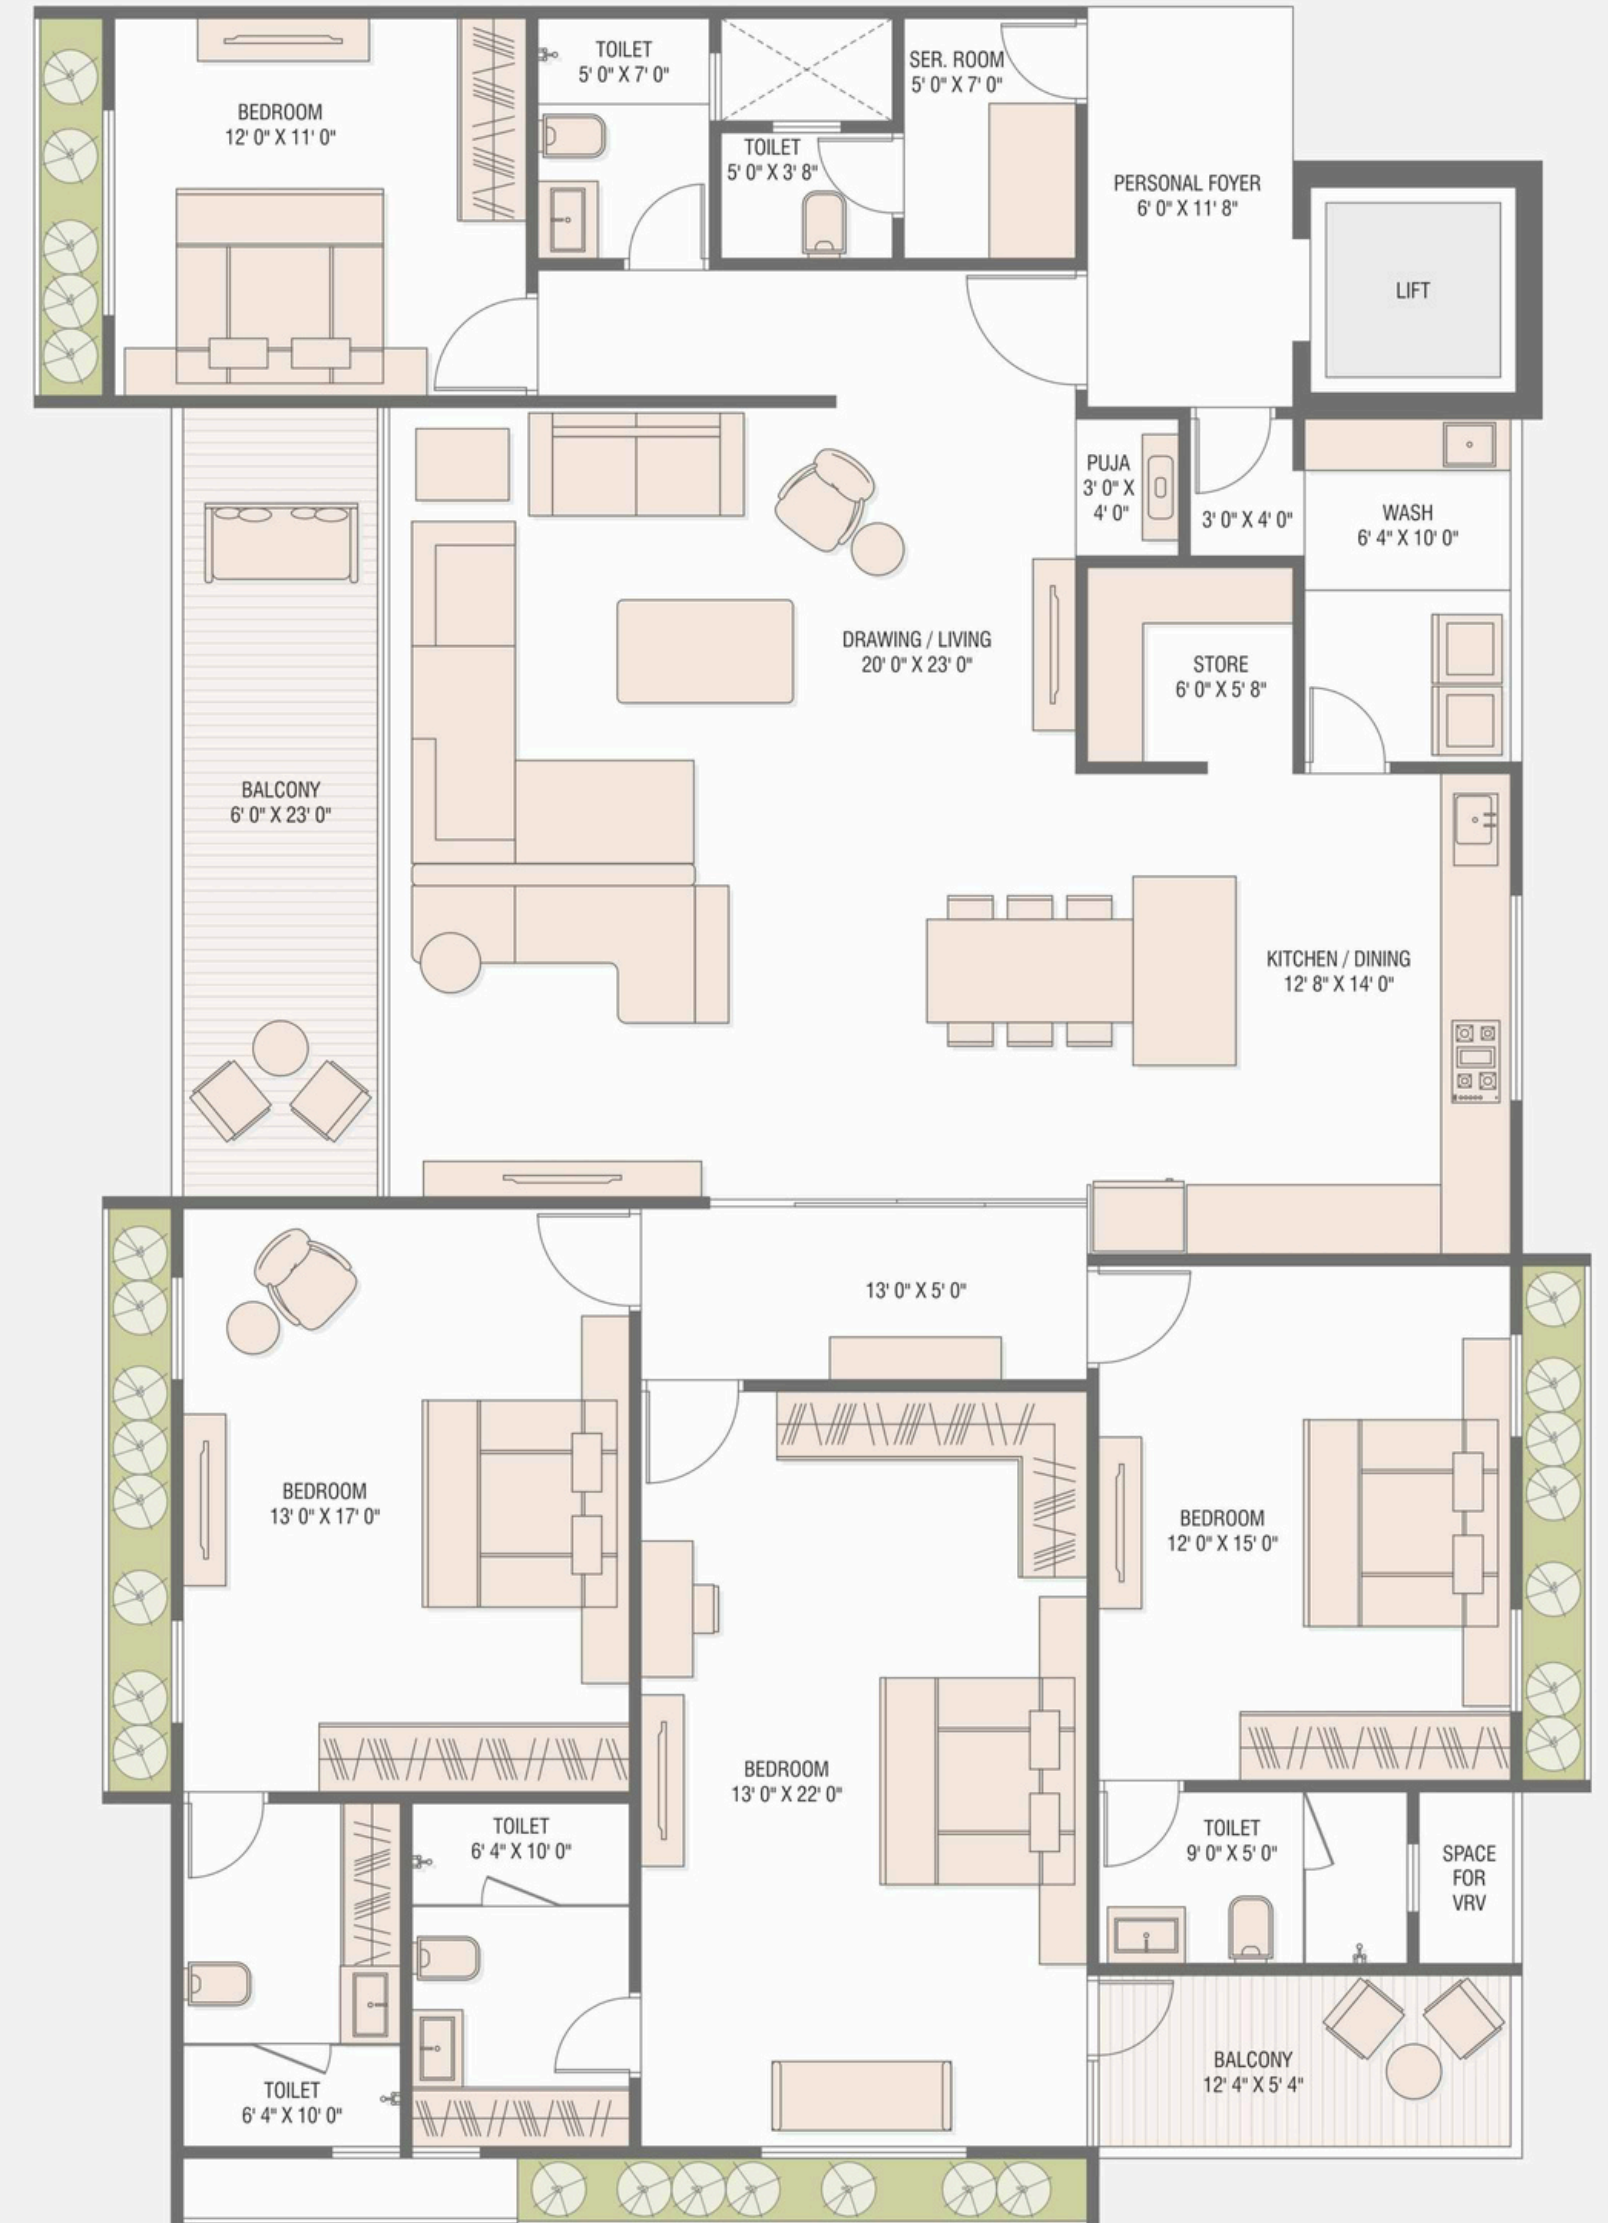 TOILET
5' 0" X 7' 0"
SER. ROOM
5' 0" X 7' 0"
BEDROOM
12' 0" X 11' 0"
TOILET
5' 0" X 3' 8"
PERSONAL FOYER
6' 0" X 11' 8"
LIFT
PUJA
3' 0" X
4' 0"
3' 0" X 4' 0"
WASH
6' 4" X 10' 0"
DRAWING / LIVING
20' 0" X 23' 0"
STORE
6' 0" X 5' 8"
BALCONY
6' 0" X 23' 0"
KITCHEN / DINING
12' 8" X 14' 0"
13' 0" X 5' 0"
BEDROOM
13' 0" X 17' 0"
BEDROOM
12' 0" X 15' 0"
BEDROOM
13' 0" X 22' 0"
TOILET
6' 4" X 10' 0"
TOILET
9' 0" X 5' 0"
SPACE
FOR
VRV
BALCONY
12' 4" X 5' 4"
TOILET
6' 4" X 10' 0"